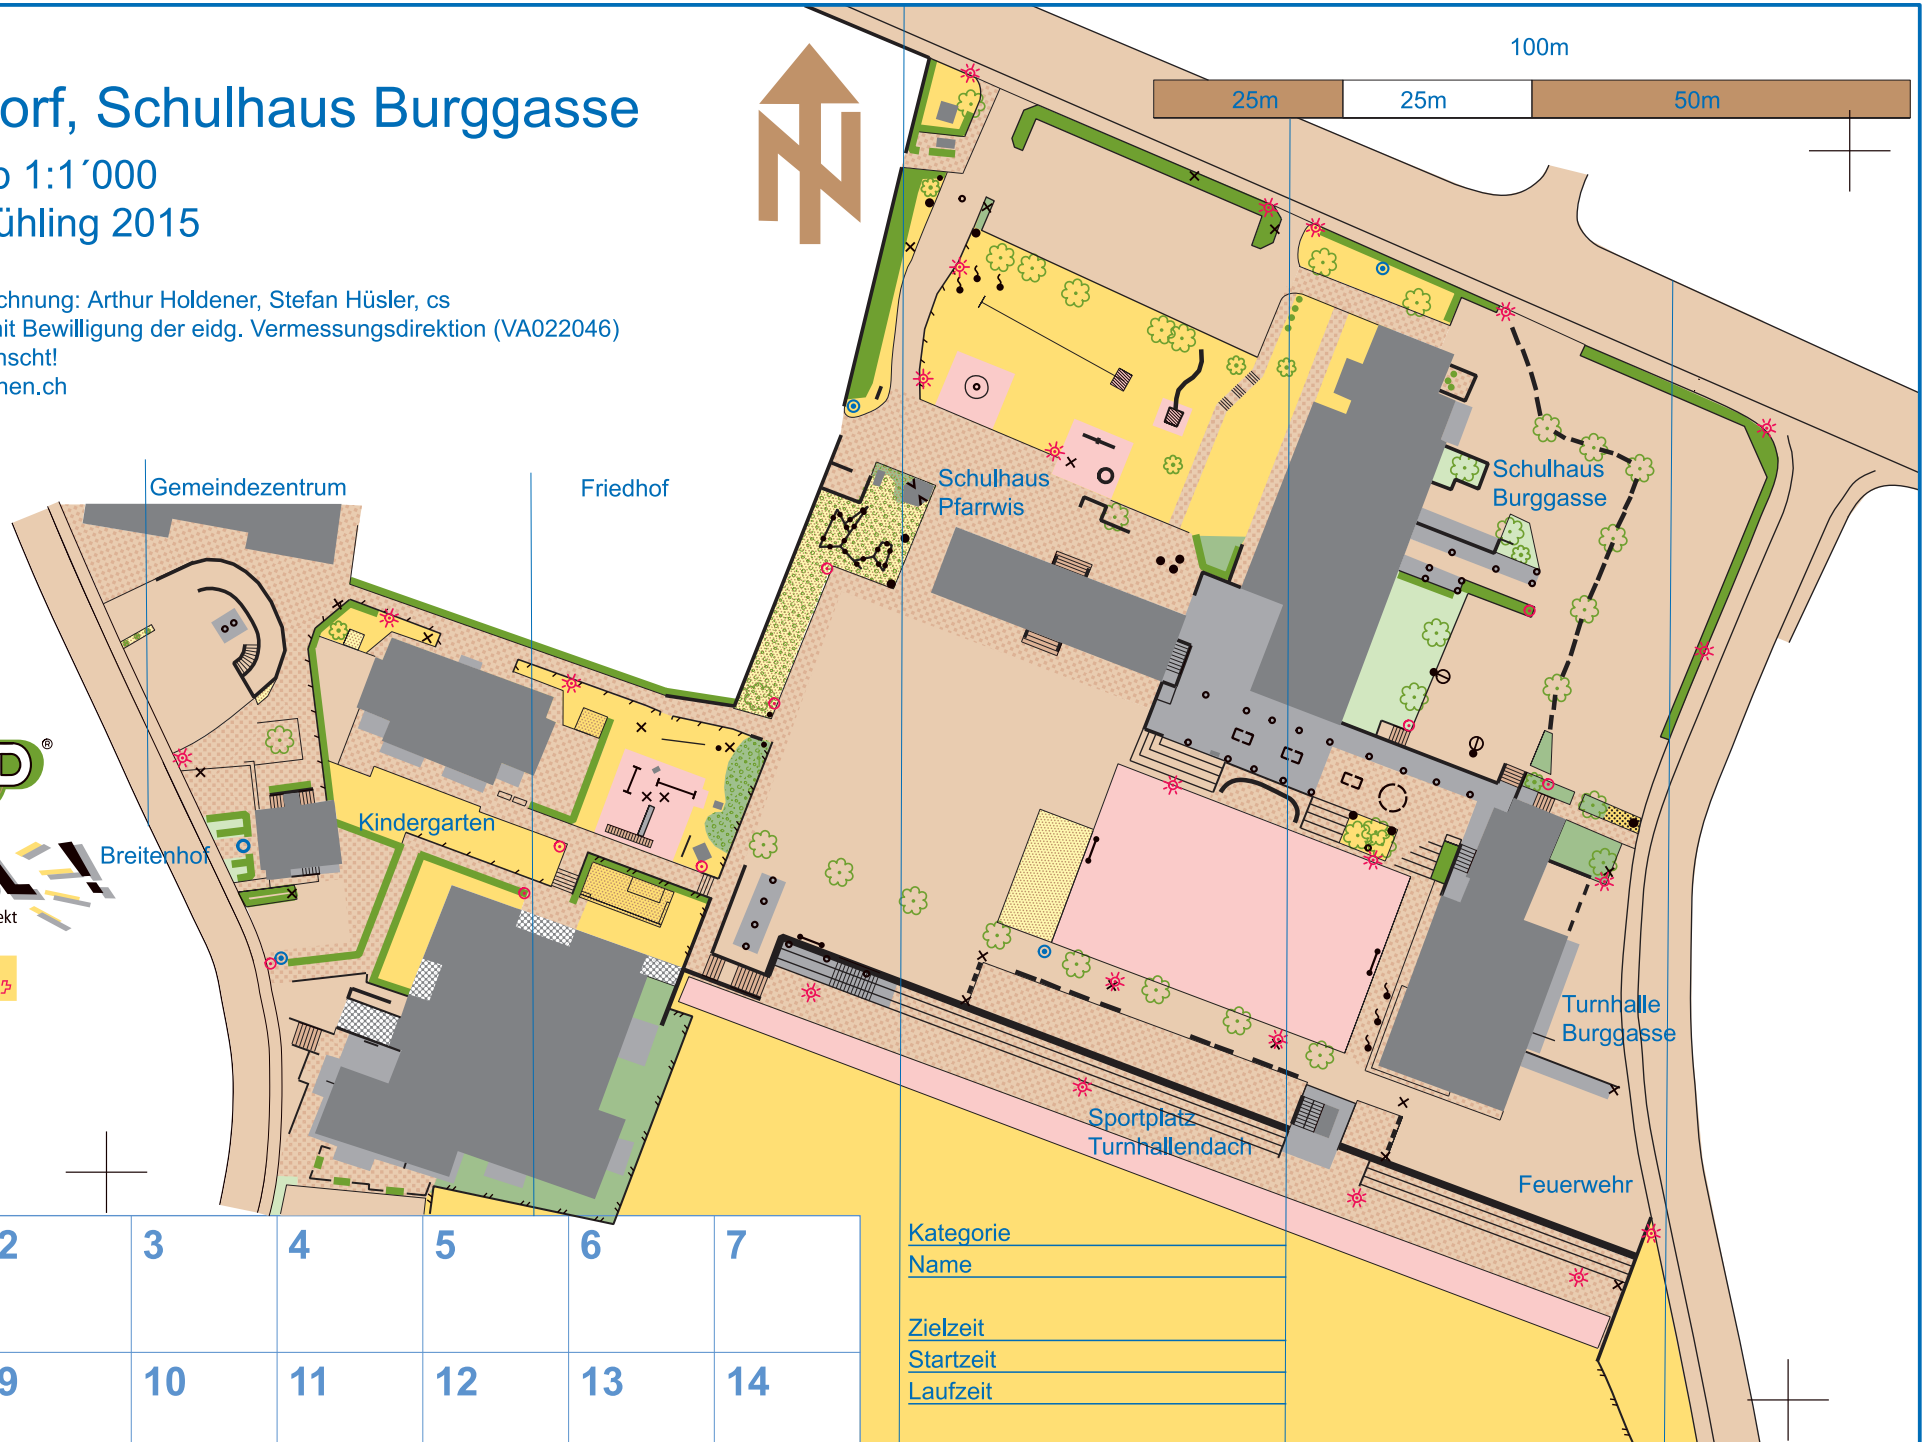 orf, Schulhaus Burggasse
1:1´000
ühling 2015
chnung: Arthur Holdener, Stefan Hüsler, cs
it Bewilligung der eidg. Vermessungsdirektion (VA022046)
nscht!
nen.ch
100m
25m
25m
50m
Gemeindezentrum
Friedhof
Schulhaus
Pfarrwis
Schulhaus
Burggasse
Kindergarten
Breitenhof
®
ekt
Turnhalle
Burggasse
Sportplatz
Turnhallendach
Feuerwehr
2
3
4
5
6
7
9
10
11
12
13
14
Kategorie
Name
Zielzeit
Startzeit
Laufzeit